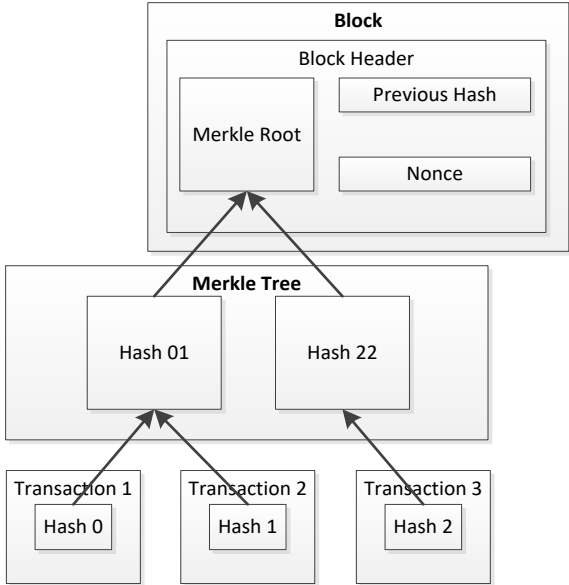 Block
Block Header
Merkle Root
Previous Hash
Nonce
Merkle Tree
Hash 01
Hash 22
Transaction 1
Hash 0
Transaction 2
Hash 1
Transaction 3
Hash 2